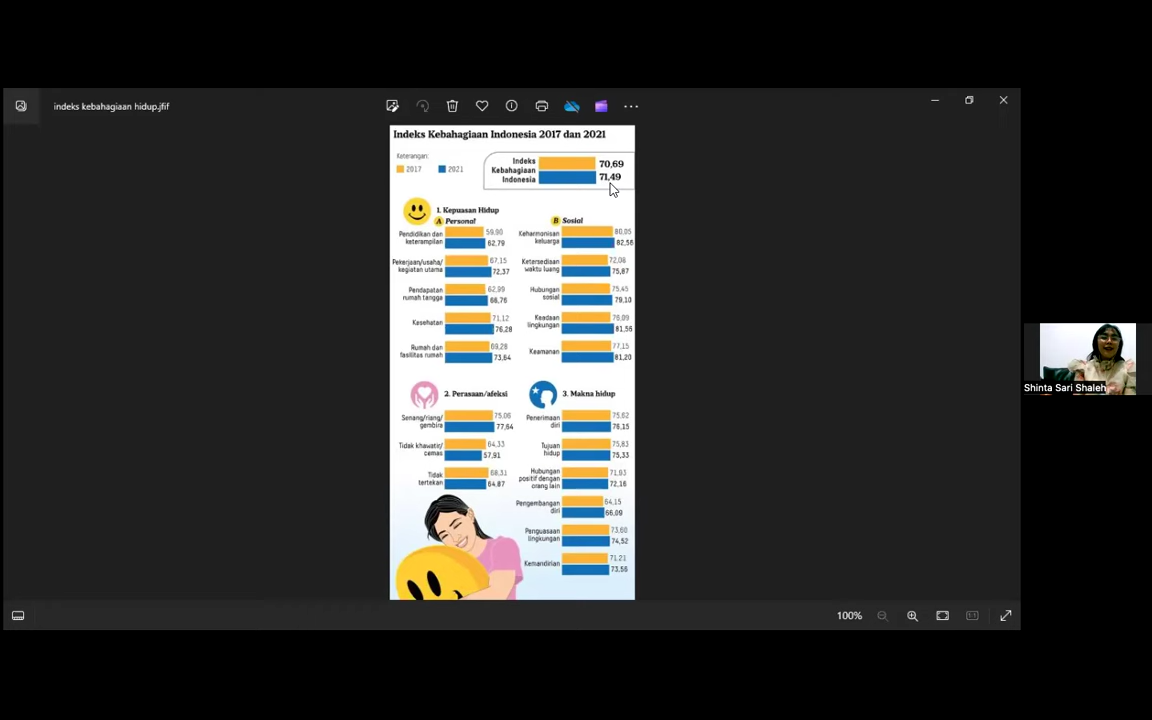 indeks kebahagiaan hidup.jfif
Indeks Kebahagiaan Indonesia 2017 dan 2021
Keterangan:
2017
2021
Indeks
Kebahagiaan
Indonesia
70,69
71,49
1. Kepuasan Hidup
A Personal
Pendidikan dan
keterampilan
59,90
62,79
Pekerjaan/usaha/
kegiatan utama
67,15
72,37
Pendapatan
rumah tangga
62,99
66,76
Kesehatan
71,12
76,28
Rumah dan
fasilitas rumah
69,28
73,64
B Sosial
Keharmonisan
keluarga
80,05
82,56
Ketersediaan
waktu luang
72,08
75,87
Hubungan
sosial
75,45
79,10
Keadaan
lingkungan
76,09
81,56
Keamanan
77,15
81,20
2. Perasaan/afeksi
Senang/riang/
gembira
75,06
77,64
Tidak khawatir/
cemas
64,33
57,91
Tidak
tertekan
68,31
64,87
3. Makna hidup
Penerimaan
diri
75,62
76,15
Tujuan
hidup
75,83
75,33
Hubungan
positif dengan
orang lain
71,93
72,16
Pengembangan
diri
64,15
66,09
Penguasaan
lingkungan
73,60
74,52
Kemandirian
71,21
73,56
100%
Shinta Sari Shaleh